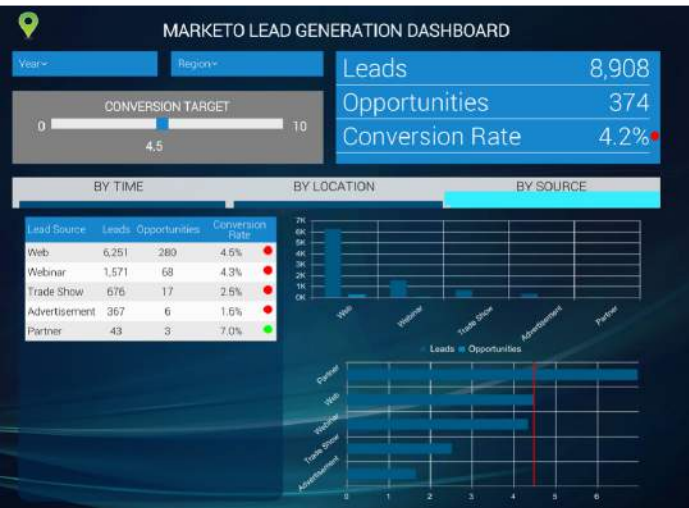 MARKETO LEAD GENERATION DASHBOARD
Year
Region
Leads 8,908
Opportunities 374
Conversion Rate 4.2%
CONVERSION TARGET
0 10
4.5
BY TIME BY LOCATION BY SOURCE
Lead Source Leads Opportunities Conversion Rate
Web 6,251 280 4.5%
Webinar 1,571 68 4.3%
Trade Show 676 17 2.5%
Advertisement 367 6 1.6%
Partner 43 3 7.0%
7K
6K
5K
4K
3K
2K
1K
0K
Web Webinar Trade Show Advertisement Partner
Leads Opportunities
Partner
Web
Webinar
Trade Show
Advertisement
0 1 2 3 4 5 6